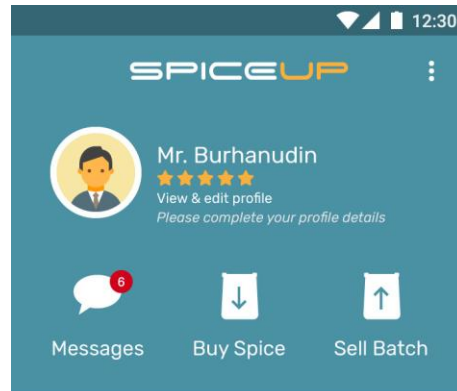 12:30
SPICEUP
Mr. Burhanudin
View & edit profile
Please complete your profile details
6
Messages
Buy Spice
Sell Batch